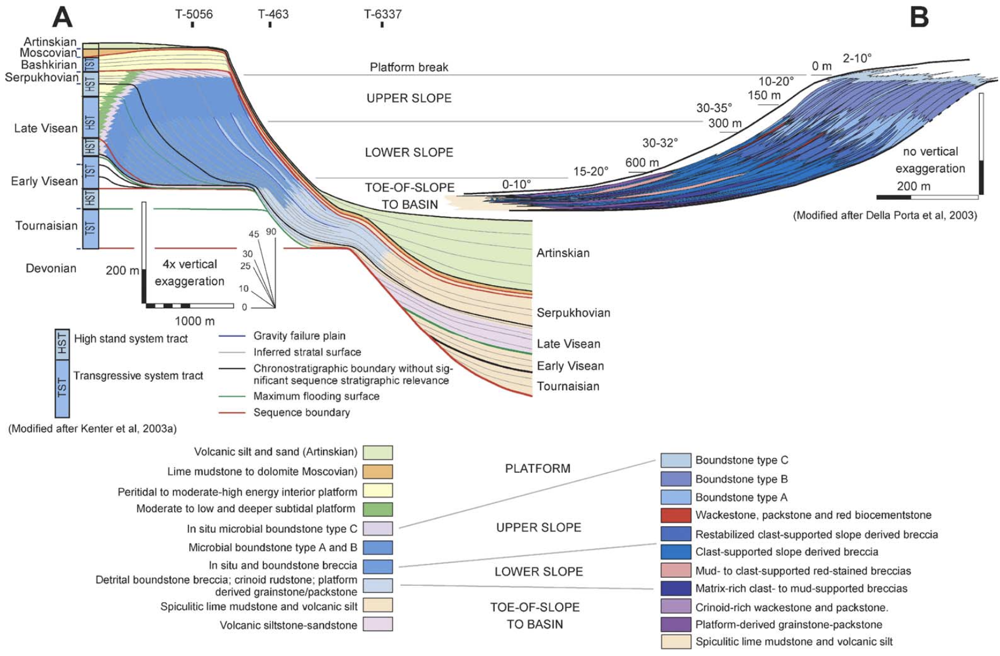 A
T-5056
T-463
T-6337
B
Artinskian
Moscovian
Bashkirian
Serpukhovian
Late Visean
Early Visean
Tournaisian
Devonian
TST
HST
HST
HST
TST
HST
TST
Platform break
UPPER SLOPE
LOWER SLOPE
TOE-OF-SLOPE
TO BASIN
0 m
2-10°
10-20°
150 m
30-35°
300 m
30-32°
600 m
15-20°
0-10°
no vertical
exaggeration
200 m
(Modified after Della Porta et al, 2003)
200 m
4x vertical
exaggeration
1000 m
90
45
30
25
10
0
Artinskian
Serpukhovian
Late Visean
Early Visean
Tournaisian
HST
High stand system tract
TST
Transgressive system tract
(Modified after Kenter et al, 2003a)
Gravity failure plain
Inferred stratal surface
Chronostratigraphic boundary without sig-
nificant sequence stratigraphic relevance
Maximum flooding surface
Sequence boundary
Volcanic silt and sand (Artinskian)
Lime mudstone to dolomite Moscovian)
Peritidal to moderate-high energy interior platform
Moderate to low and deeper subtidal platform
In situ microbial boundstone type C
Microbial boundstone type A and B
In situ and boundstone breccia
Detrital boundstone breccia; crinoid rudstone; platform
derived grainstone/packstone
Spiculitic lime mudstone and volcanic silt
Volcanic siltstone-sandstone
PLATFORM
UPPER SLOPE
LOWER SLOPE
TOE-OF-SLOPE
TO BASIN
Boundstone type C
Boundstone type B
Boundstone type A
Wackestone, packstone and red biocementstone
Restabilized clast-supported slope derived breccia
Clast-supported slope derived breccia
Mud- to clast-supported red-stained breccias
Matrix-rich clast- to mud-supported breccias
Crinoid-rich wackestone and packstone.
Platform-derived grainstone-packstone
Spiculitic lime mudstone and volcanic silt